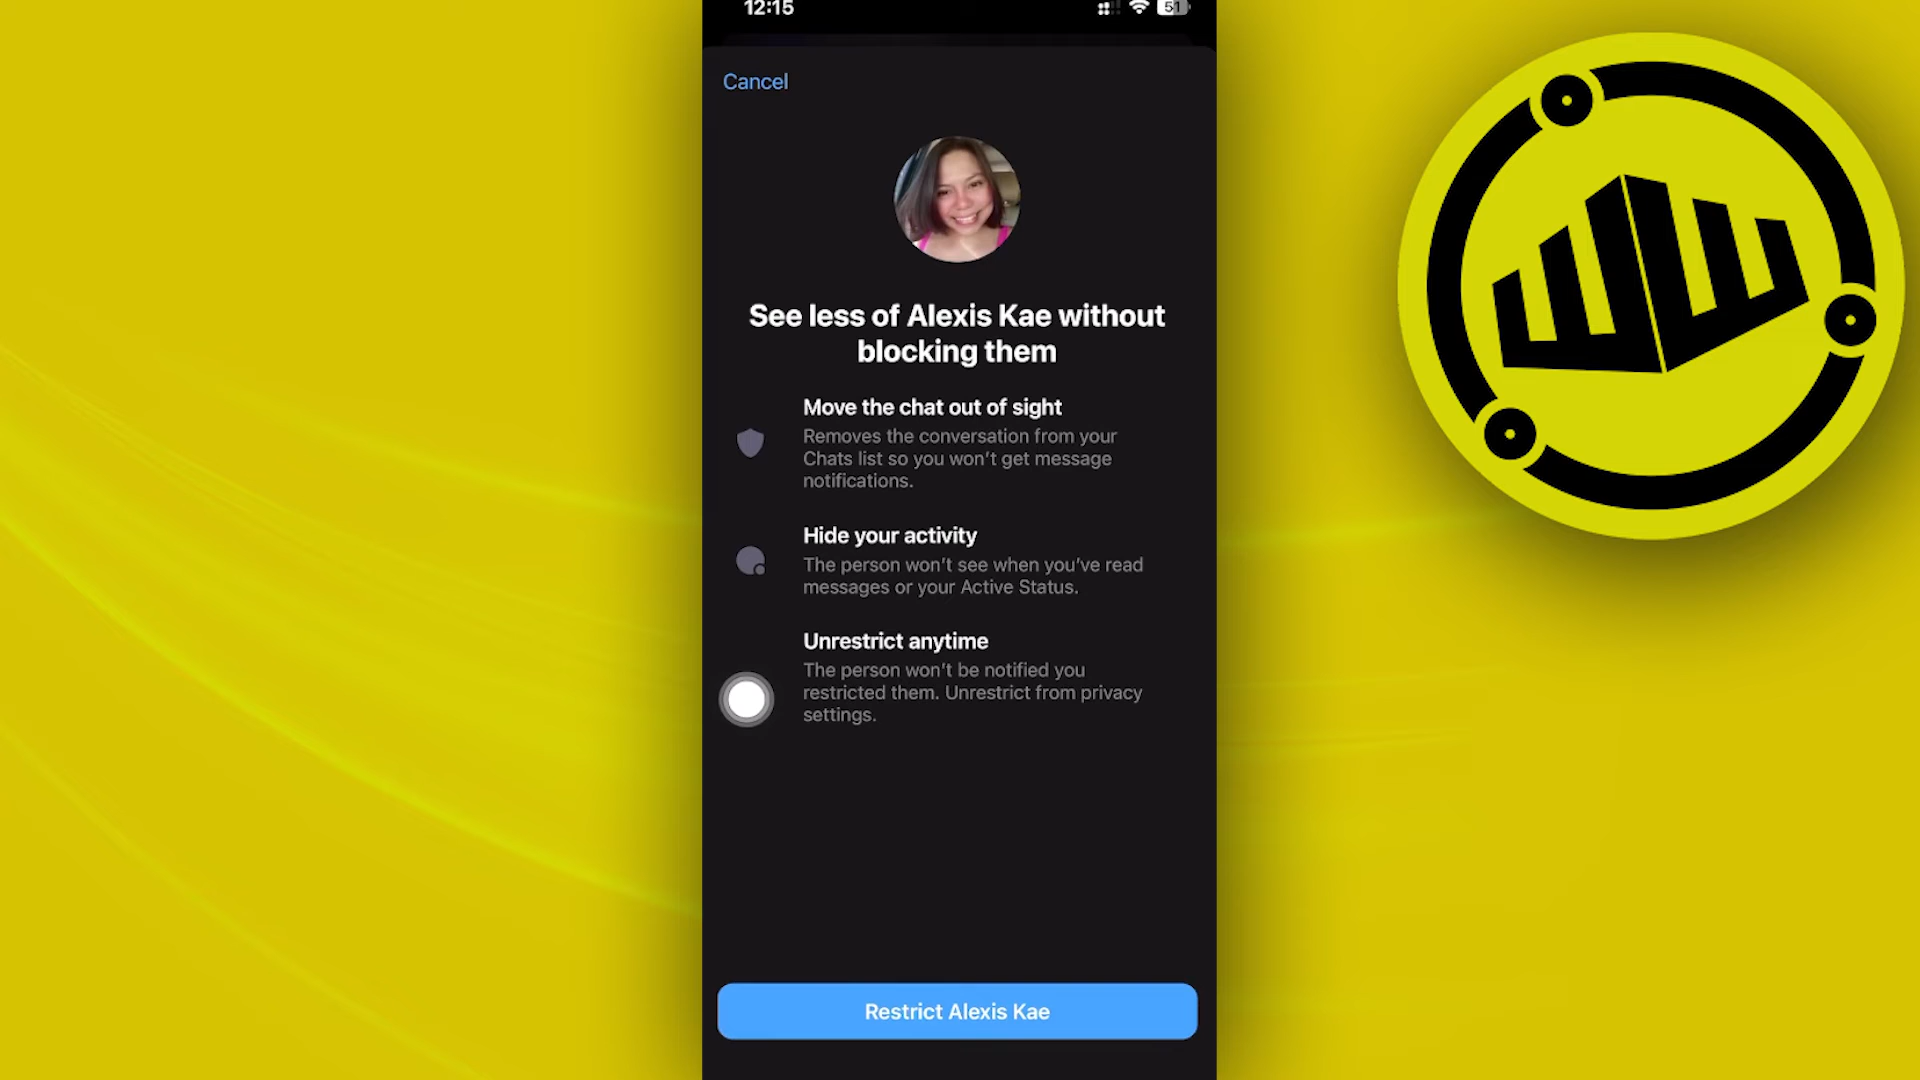 12:15
51
Cancel
See less of Alexis Kae without
blocking them
Move the chat out of sight
Removes the conversation from your
Chats list so you won't get message
notifications.
Hide your activity
The person won't see when you've read
messages or your Active Status.
Unrestrict anytime
The person won't be notified you
restricted them. Unrestrict from privacy
settings.
Restrict Alexis Kae